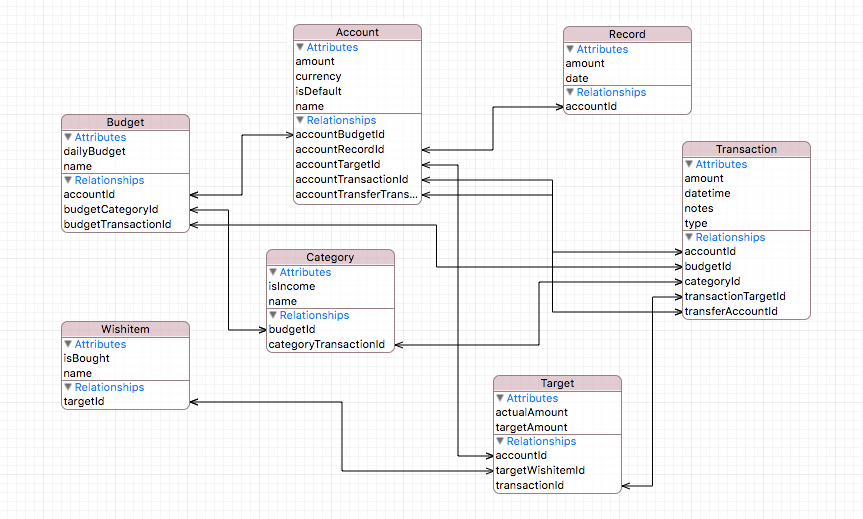 Account
Attributes
amount
currency
isDefault
name
Relationships
accountBudgetId
accountRecordId
accountTargetId
accountTransactionId
accountTransferTrans...
Record
Attributes
amount
date
Relationships
accountId
Budget
Attributes
dailyBudget
name
Relationships
accountId
budgetCategoryId
budgetTransactionId
Transaction
Attributes
amount
datetime
notes
type
Relationships
accountId
budgetId
categoryId
transactionTargetId
transferAccountId
Category
Attributes
isIncome
name
Relationships
budgetId
categoryTransactionId
Wishitem
Attributes
isBought
name
Relationships
targetId
Target
Attributes
actualAmount
targetAmount
Relationships
accountId
targetWishitemId
transactionId